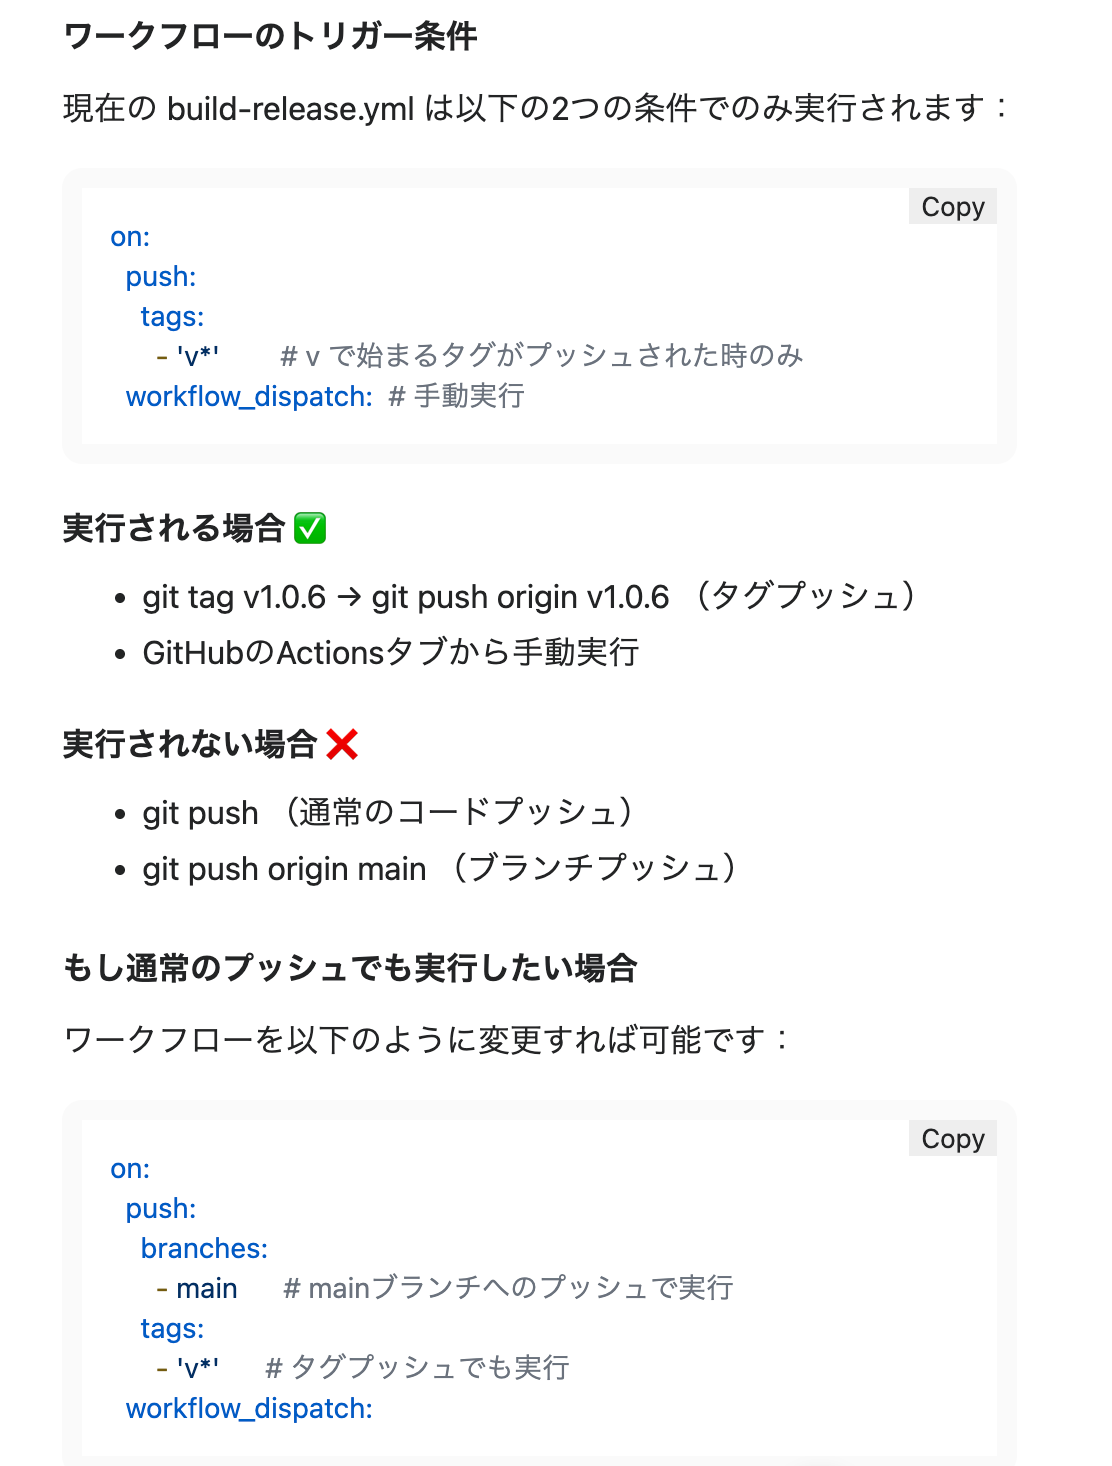 ワークフローのトリガー条件
現在の build-release.yml は以下の2つの条件でのみ実行されます：
Copy
on:
  push:
    tags:
      - 'v*'    # v で始まるタグがプッシュされた時のみ
  workflow_dispatch:  # 手動実行
実行される場合 ✅
• git tag v1.0.6 → git push origin v1.0.6 （タグプッシュ）
• GitHubのActionsタブから手動実行
実行されない場合 ❌
• git push （通常のコードプッシュ）
• git push origin main （ブランチプッシュ）
もし通常のプッシュでも実行したい場合
ワークフローを以下のように変更すれば可能です：
Copy
on:
  push:
    branches:
      - main    # mainブランチへのプッシュで実行
    tags:
      - 'v*'    # タグプッシュでも実行
  workflow_dispatch: